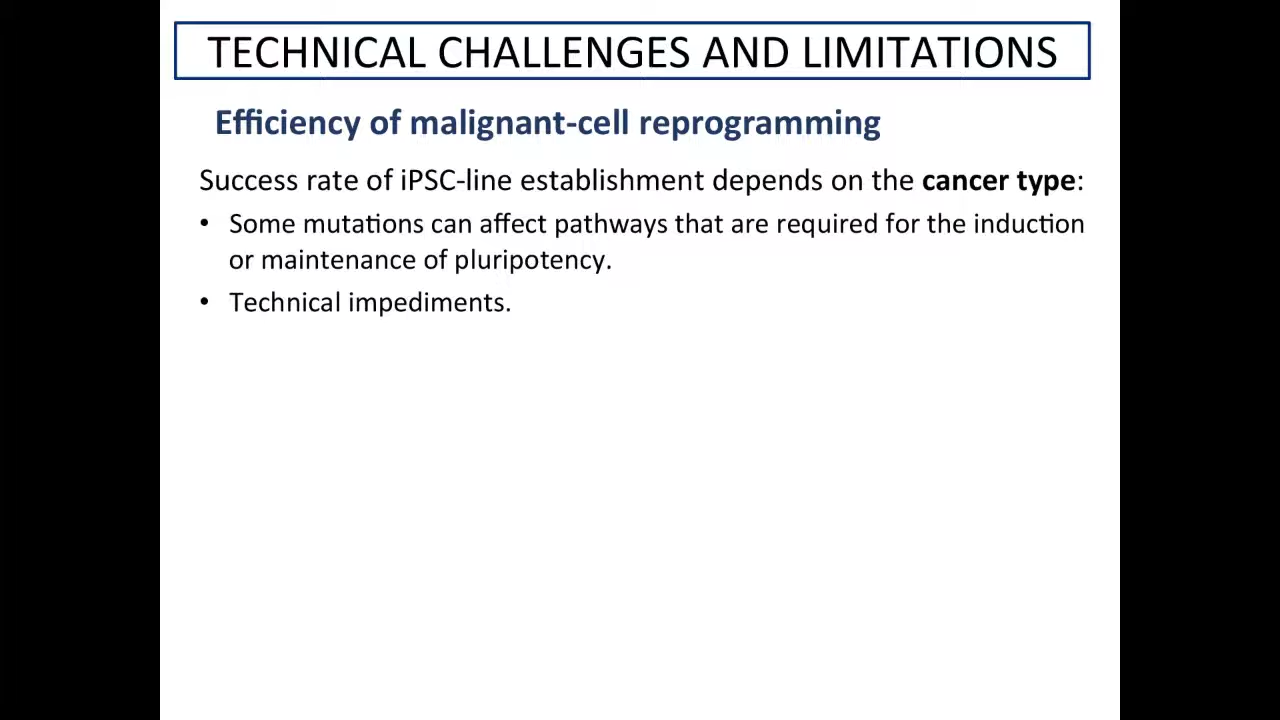 TECHNICAL CHALLENGES AND LIMITATIONS
Efficiency of malignant-cell reprogramming
Success rate of iPSC-line establishment depends on the cancer type:
• Some mutations can affect pathways that are required for the induction
or maintenance of pluripotency.
• Technical impediments.